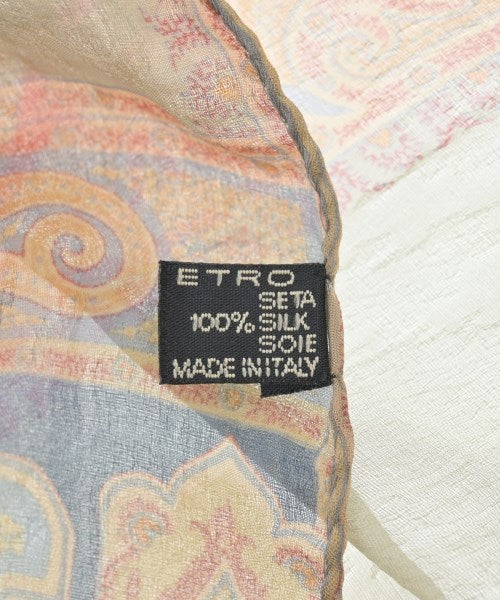 ETRO
SETA
100% SILK
SOIE
MADE IN ITALY